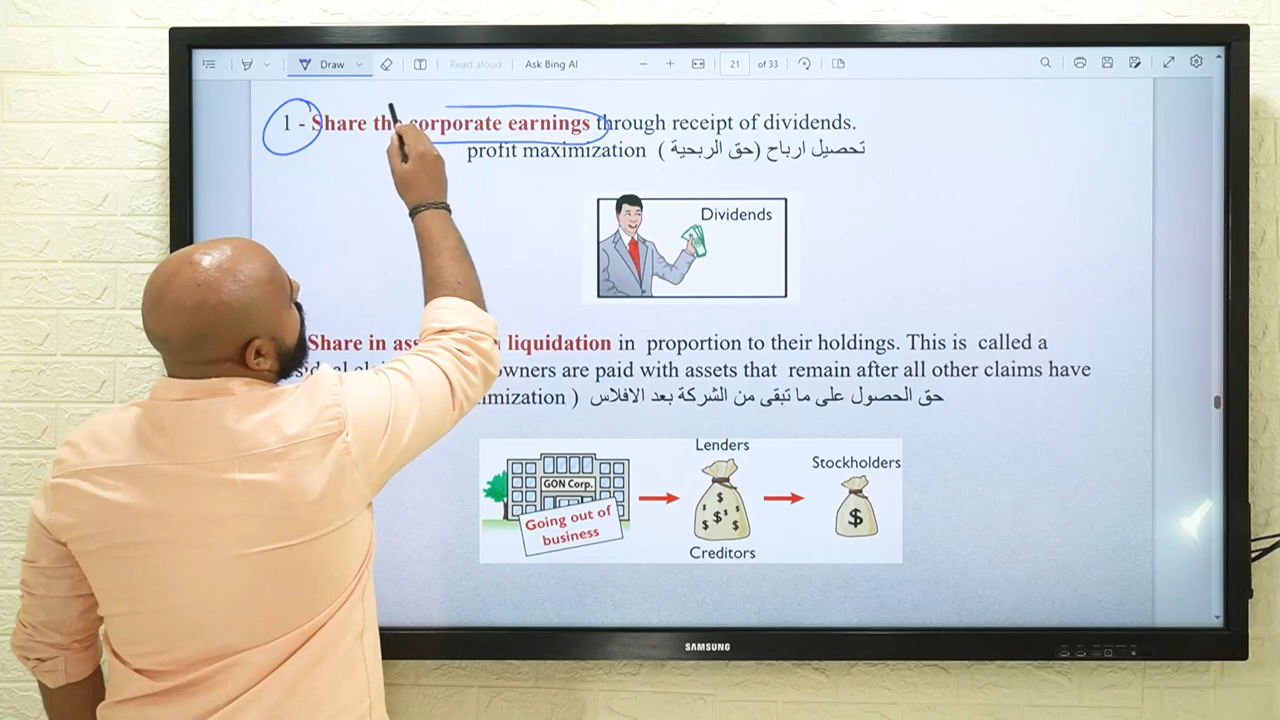 Draw
Read aloud
Ask Bing AI
21
of 33
1 - Share the corporate earnings through receipt of dividends.
profit maximization ( تحصيل ارباح (حق الربحية
Dividends
Share in liquidation in proportion to their holdings. This is called a
owners are paid with assets that remain after all other claims have
حق الحصول على ما تبقى من الشركة بعد الافلاس (
GON Corp.
Going out of
business
Lenders
Creditors
Stockholders
SAMSUNG